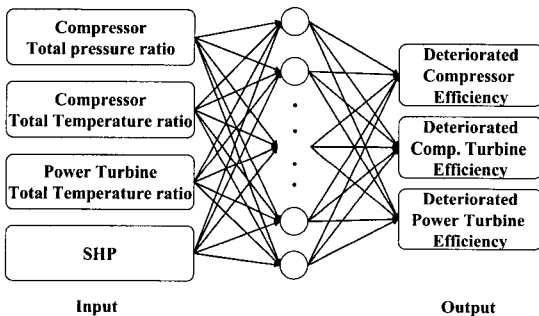 Compressor
Total pressure ratio
Compressor
Total Temperature ratio
Power Turbine
Total Temperature ratio
SHP
Input
Deteriorated
Compressor
Efficiency
Deteriorated
Comp. Turbine
Efficiency
Deteriorated
Power Turbine
Efficiency
Output